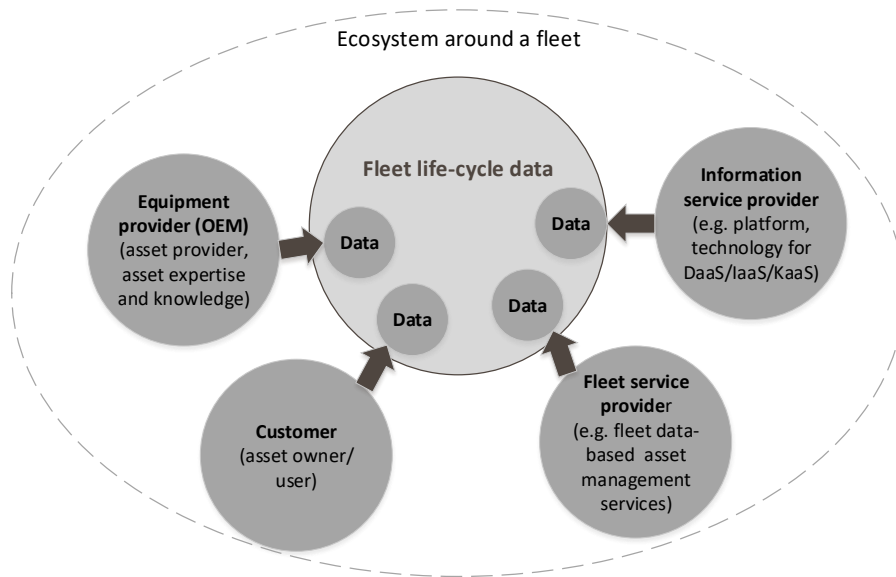 Ecosystem around a fleet
Fleet life-cycle data
Equipment
provider (OEM)
(asset provider,
asset expertise
and knowledge)
Data
Data
Data
Data
Information
service provider
(e.g. platform,
technology for
DaaS/IaaS/KaaS)
Customer
(asset owner/
user)
Fleet service
provider
(e.g. fleet data-
based asset
management
services)